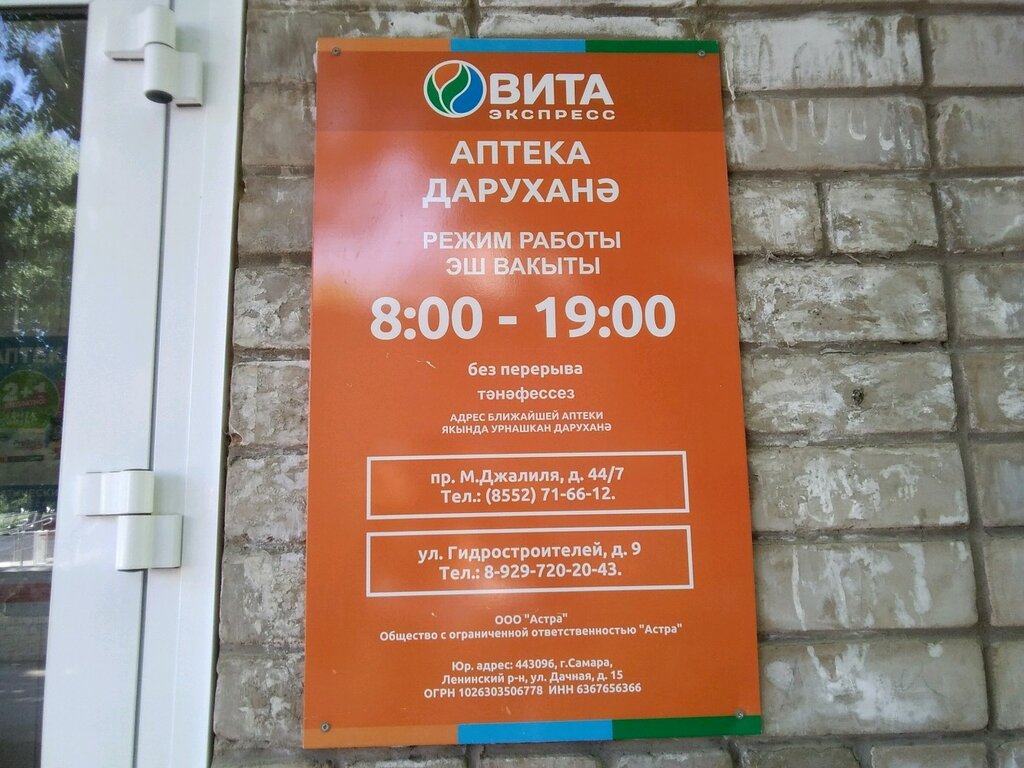 ВИТА
ЭКСПРЕСС
АПТЕКА
ДАРУХАНӘ
РЕЖИМ РАБОТЫ
ЭШ ВАКЫТЫ
8:00 - 19:00
без перерыва
тәнәфессез
АДРЕС БЛИЖАЙШЕЙ АПТЕКИ
ЯКЫНДА УРНАШКАН ДАРУХАНӘ
пр. М.Джалиля, д. 44/7
Тел.: (8552) 71-66-12.
ул. Гидростроителей, д. 9
Тел.: 8-929-720-20-43.
ООО "Астра"
Общество с ограниченной ответственностью "Астра"
Юр. адрес: 443096, г.Самара,
Ленинский р-н, ул. Дачная, д. 15
ОГРН 1026303506778 ИНН 6367656366
2+1